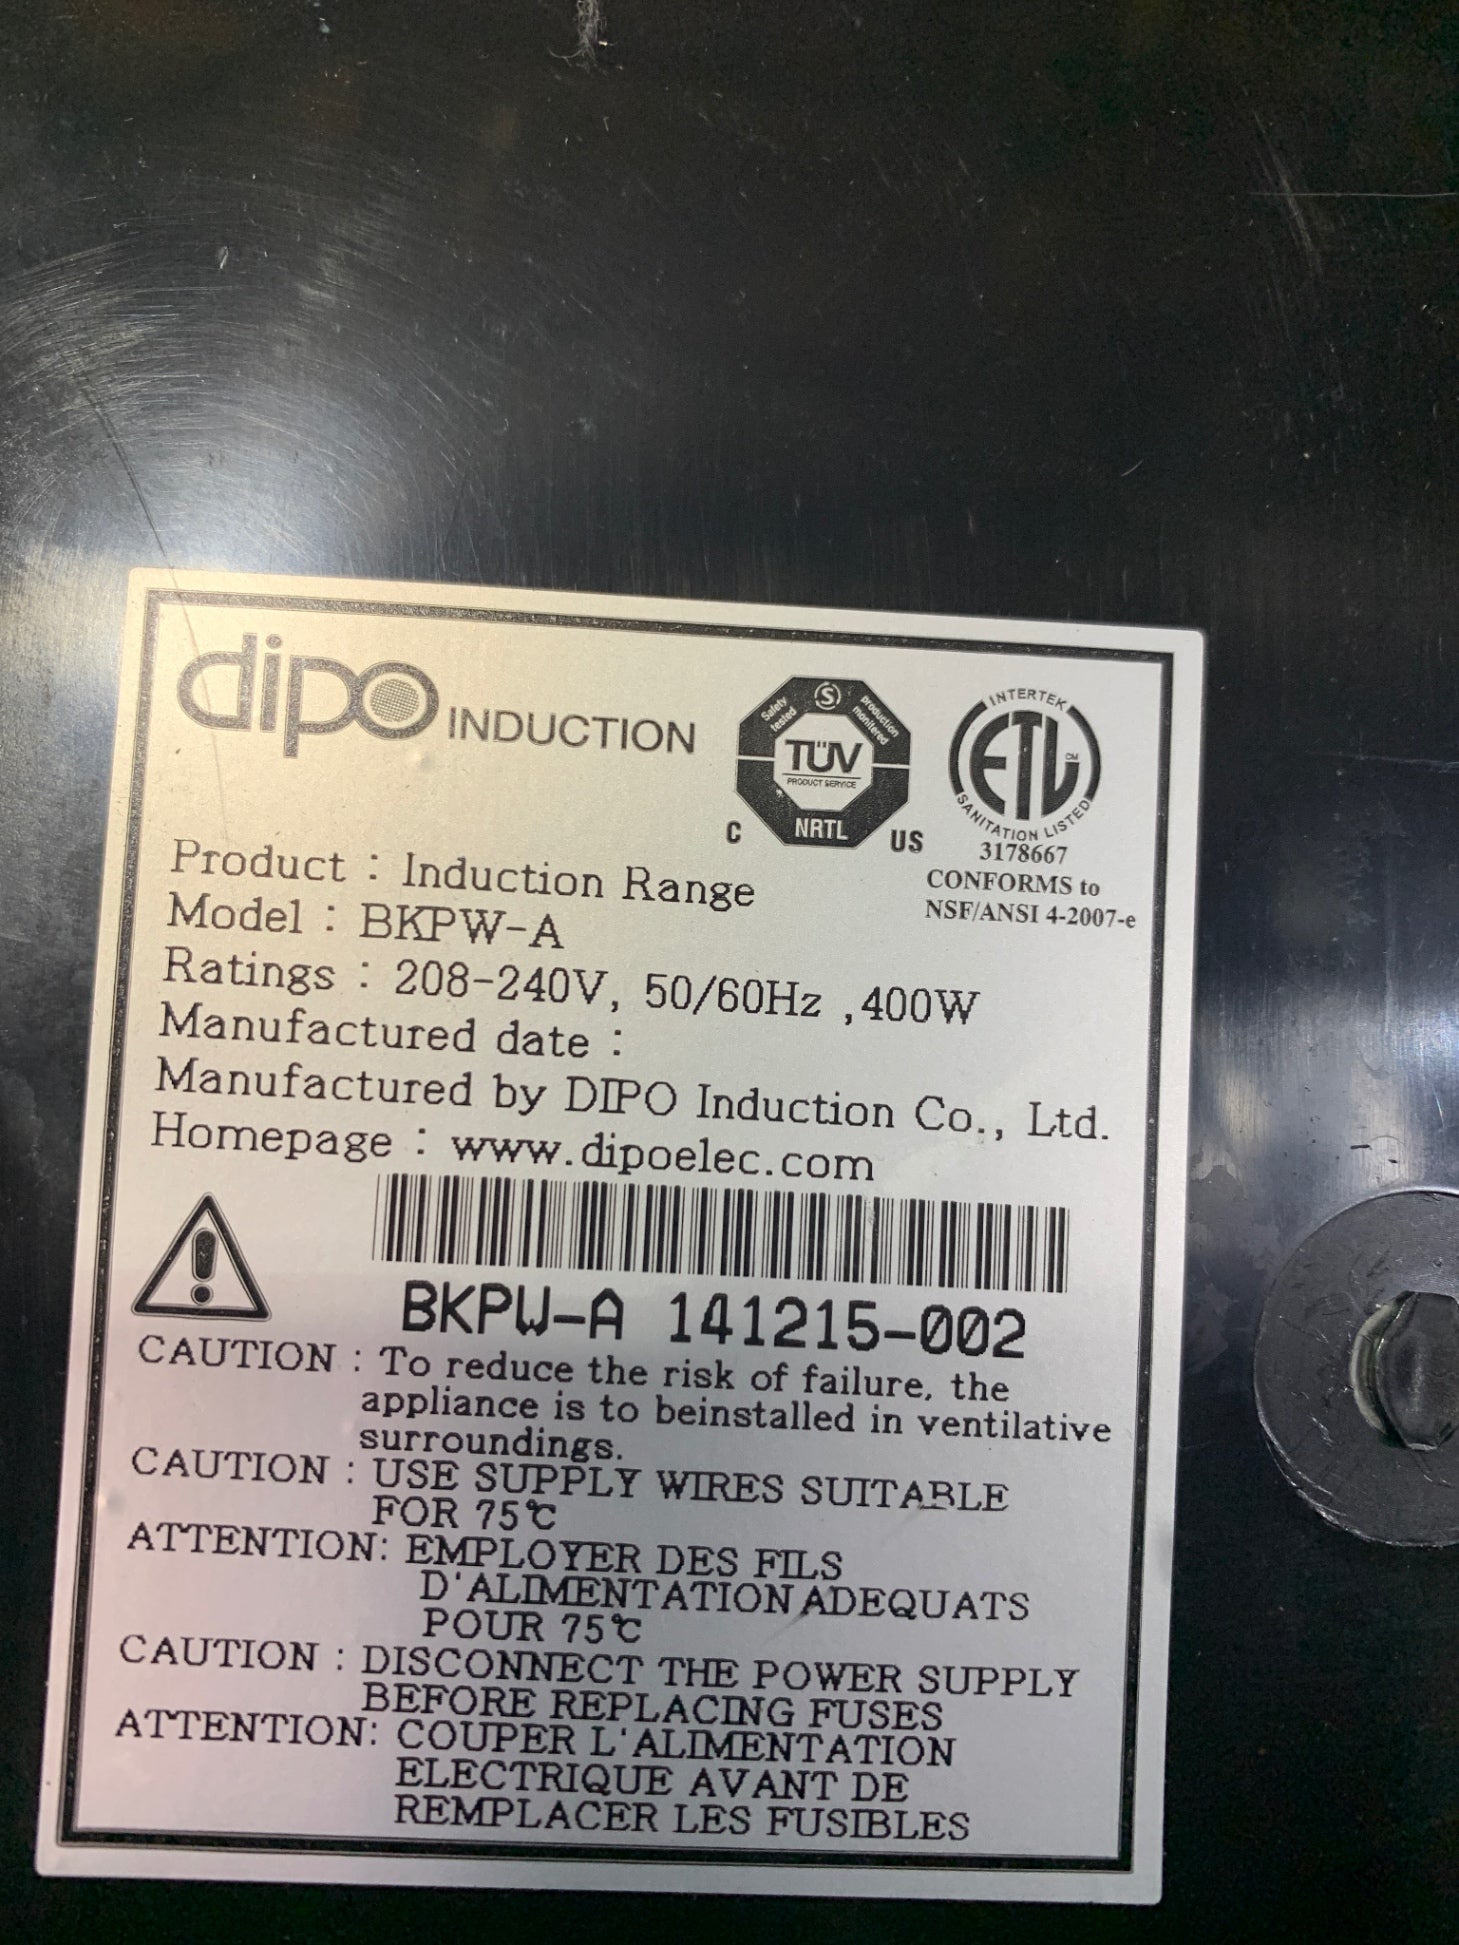 dipo INDUCTION
Safety tested
S
production monitored
TÜV
PRODUCT SERVICE
C NRTL US
INTERTEK
ETL CM
SANITATION LISTED
3178667
CONFORMS to
NSF/ANSI 4-2007-e
Product : Induction Range
Model : BKPW-A
Ratings : 208-240V, 50/60Hz ,400W
Manufactured date :
Manufactured by DIPO Induction Co., Ltd.
Homepage : www.dipoelec.com
BKPW-A 141215-002
CAUTION : To reduce the risk of failure, the
appliance is to beinstalled in ventilative
surroundings.
CAUTION : USE SUPPLY WIRES SUITABLE
FOR 75℃
ATTENTION: EMPLOYER DES FILS
D'ALIMENTATION ADEQUATS
POUR 75℃
CAUTION : DISCONNECT THE POWER SUPPLY
BEFORE REPLACING FUSES
ATTENTION: COUPER L'ALIMENTATION
ELECTRIQUE AVANT DE
REMPLACER LES FUSIBLES